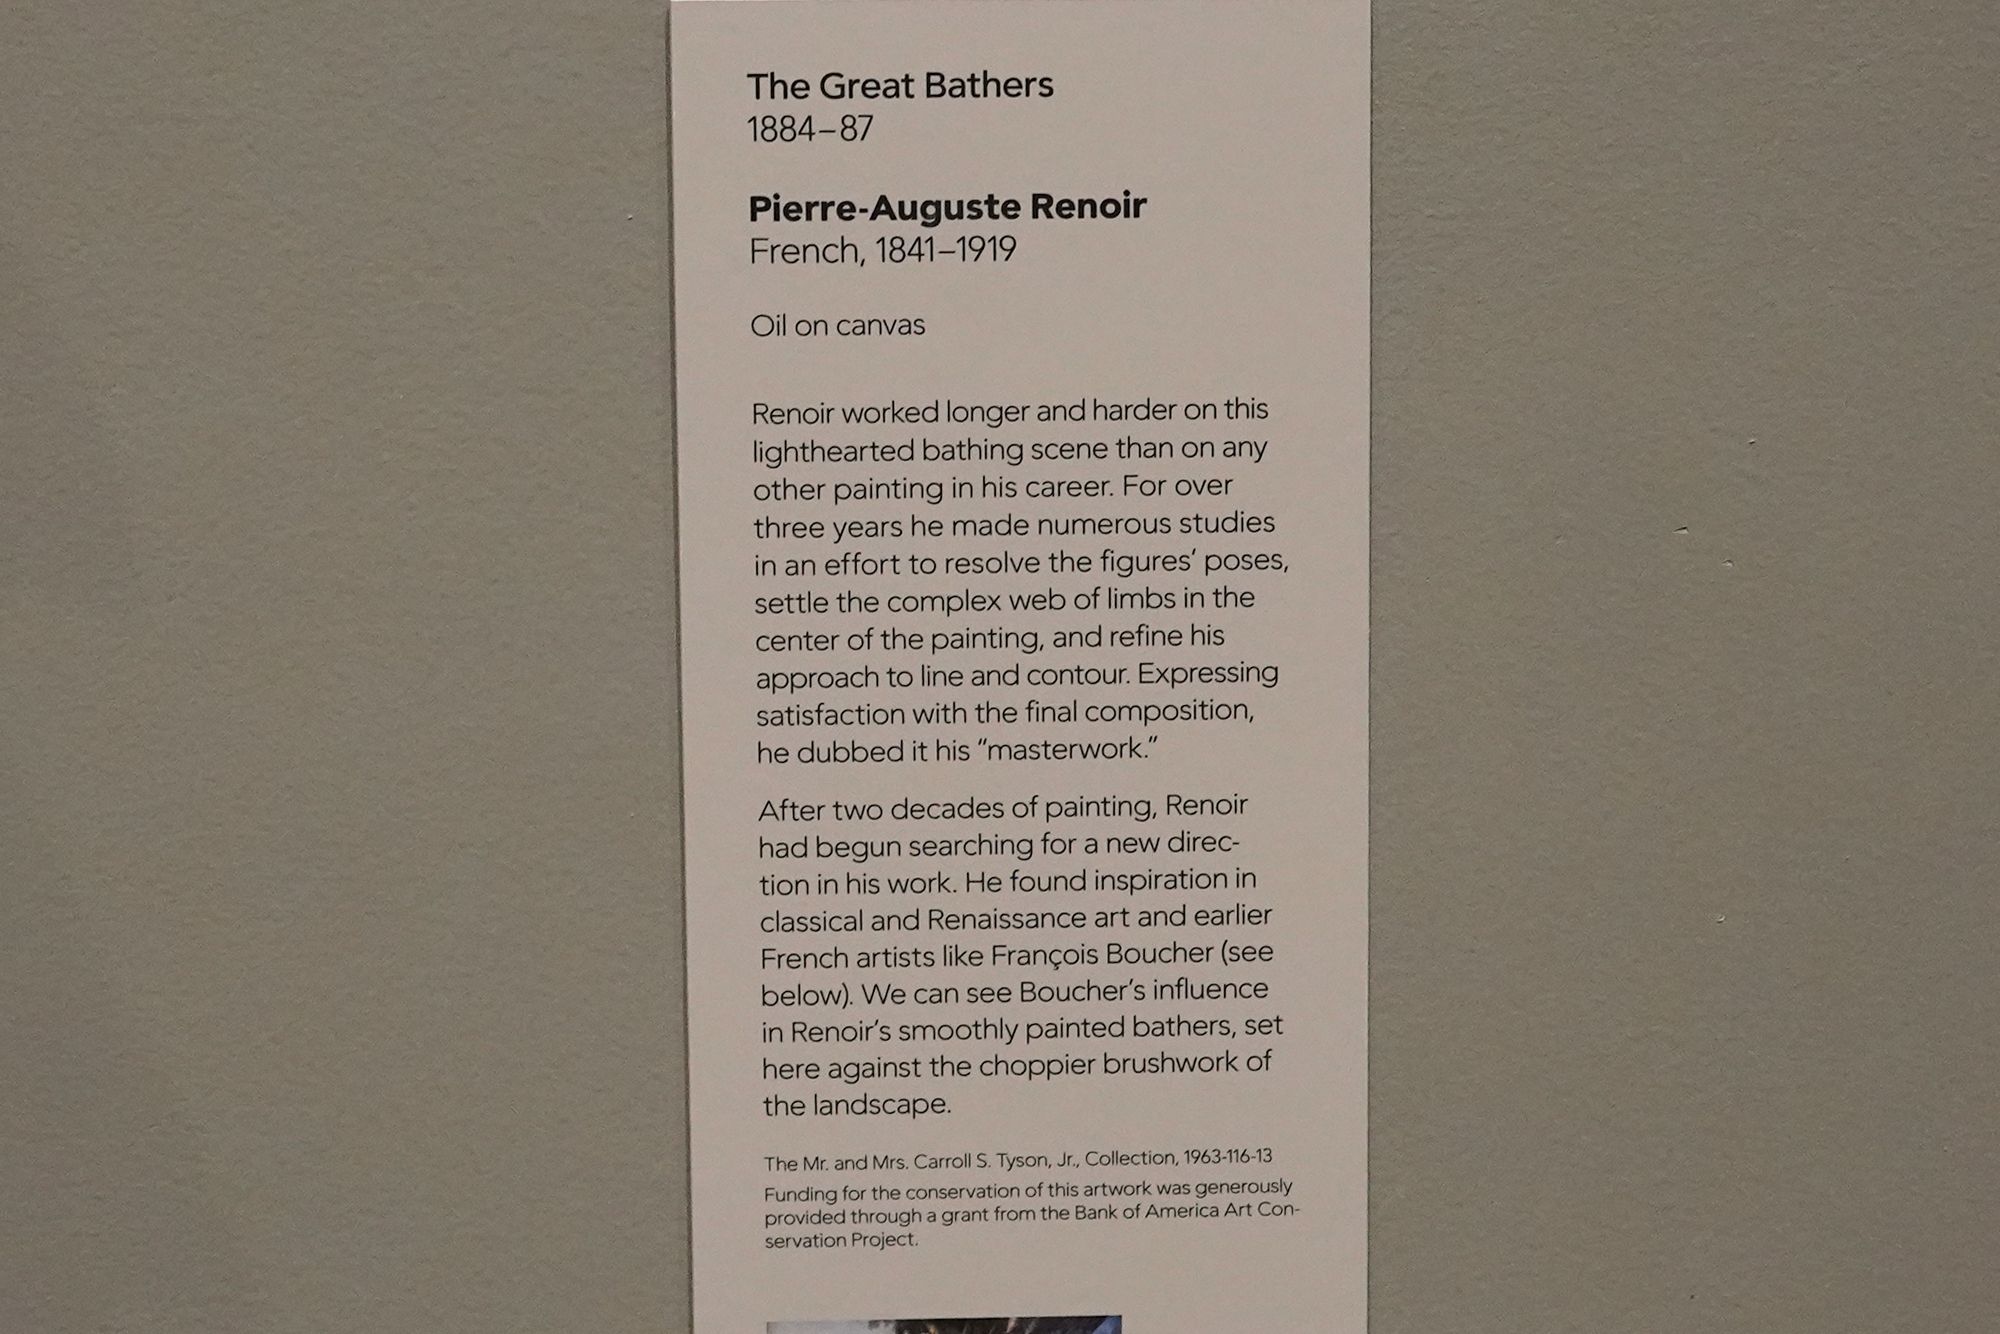 The Great Bathers
1884–87
Pierre-Auguste Renoir
French, 1841–1919
Oil on canvas
Renoir worked longer and harder on this
lighthearted bathing scene than on any
other painting in his career. For over
three years he made numerous studies
in an effort to resolve the figures’ poses,
settle the complex web of limbs in the
center of the painting, and refine his
approach to line and contour. Expressing
satisfaction with the final composition,
he dubbed it his “masterwork.”
After two decades of painting, Renoir
had begun searching for a new direc-
tion in his work. He found inspiration in
classical and Renaissance art and earlier
French artists like François Boucher (see
below). We can see Boucher’s influence
in Renoir’s smoothly painted bathers, set
here against the choppier brushwork of
the landscape.
The Mr. and Mrs. Carroll S. Tyson, Jr., Collection, 1963-116-13
Funding for the conservation of this artwork was generously
provided through a grant from the Bank of America Art Con-
servation Project.